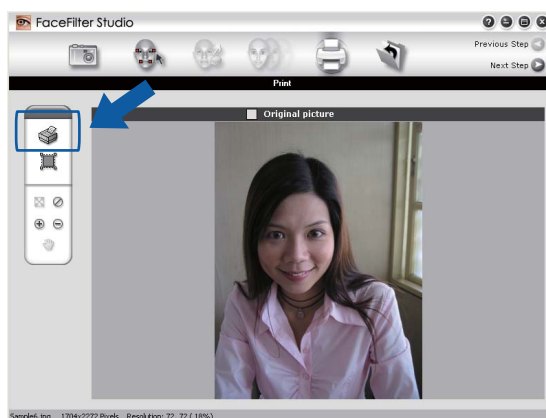 FaceFilter Studio
Previous Step
Next Step
Print
Original picture
Sample6.jpg 1704x2272 Pixels Resolution: 72, 72 ( 18%)